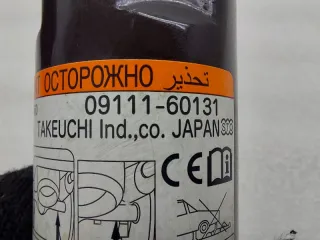 ОСТОРОЖНО تحذير
09111-60131
TAKEUCHI Ind.,co. JAPAN
CE